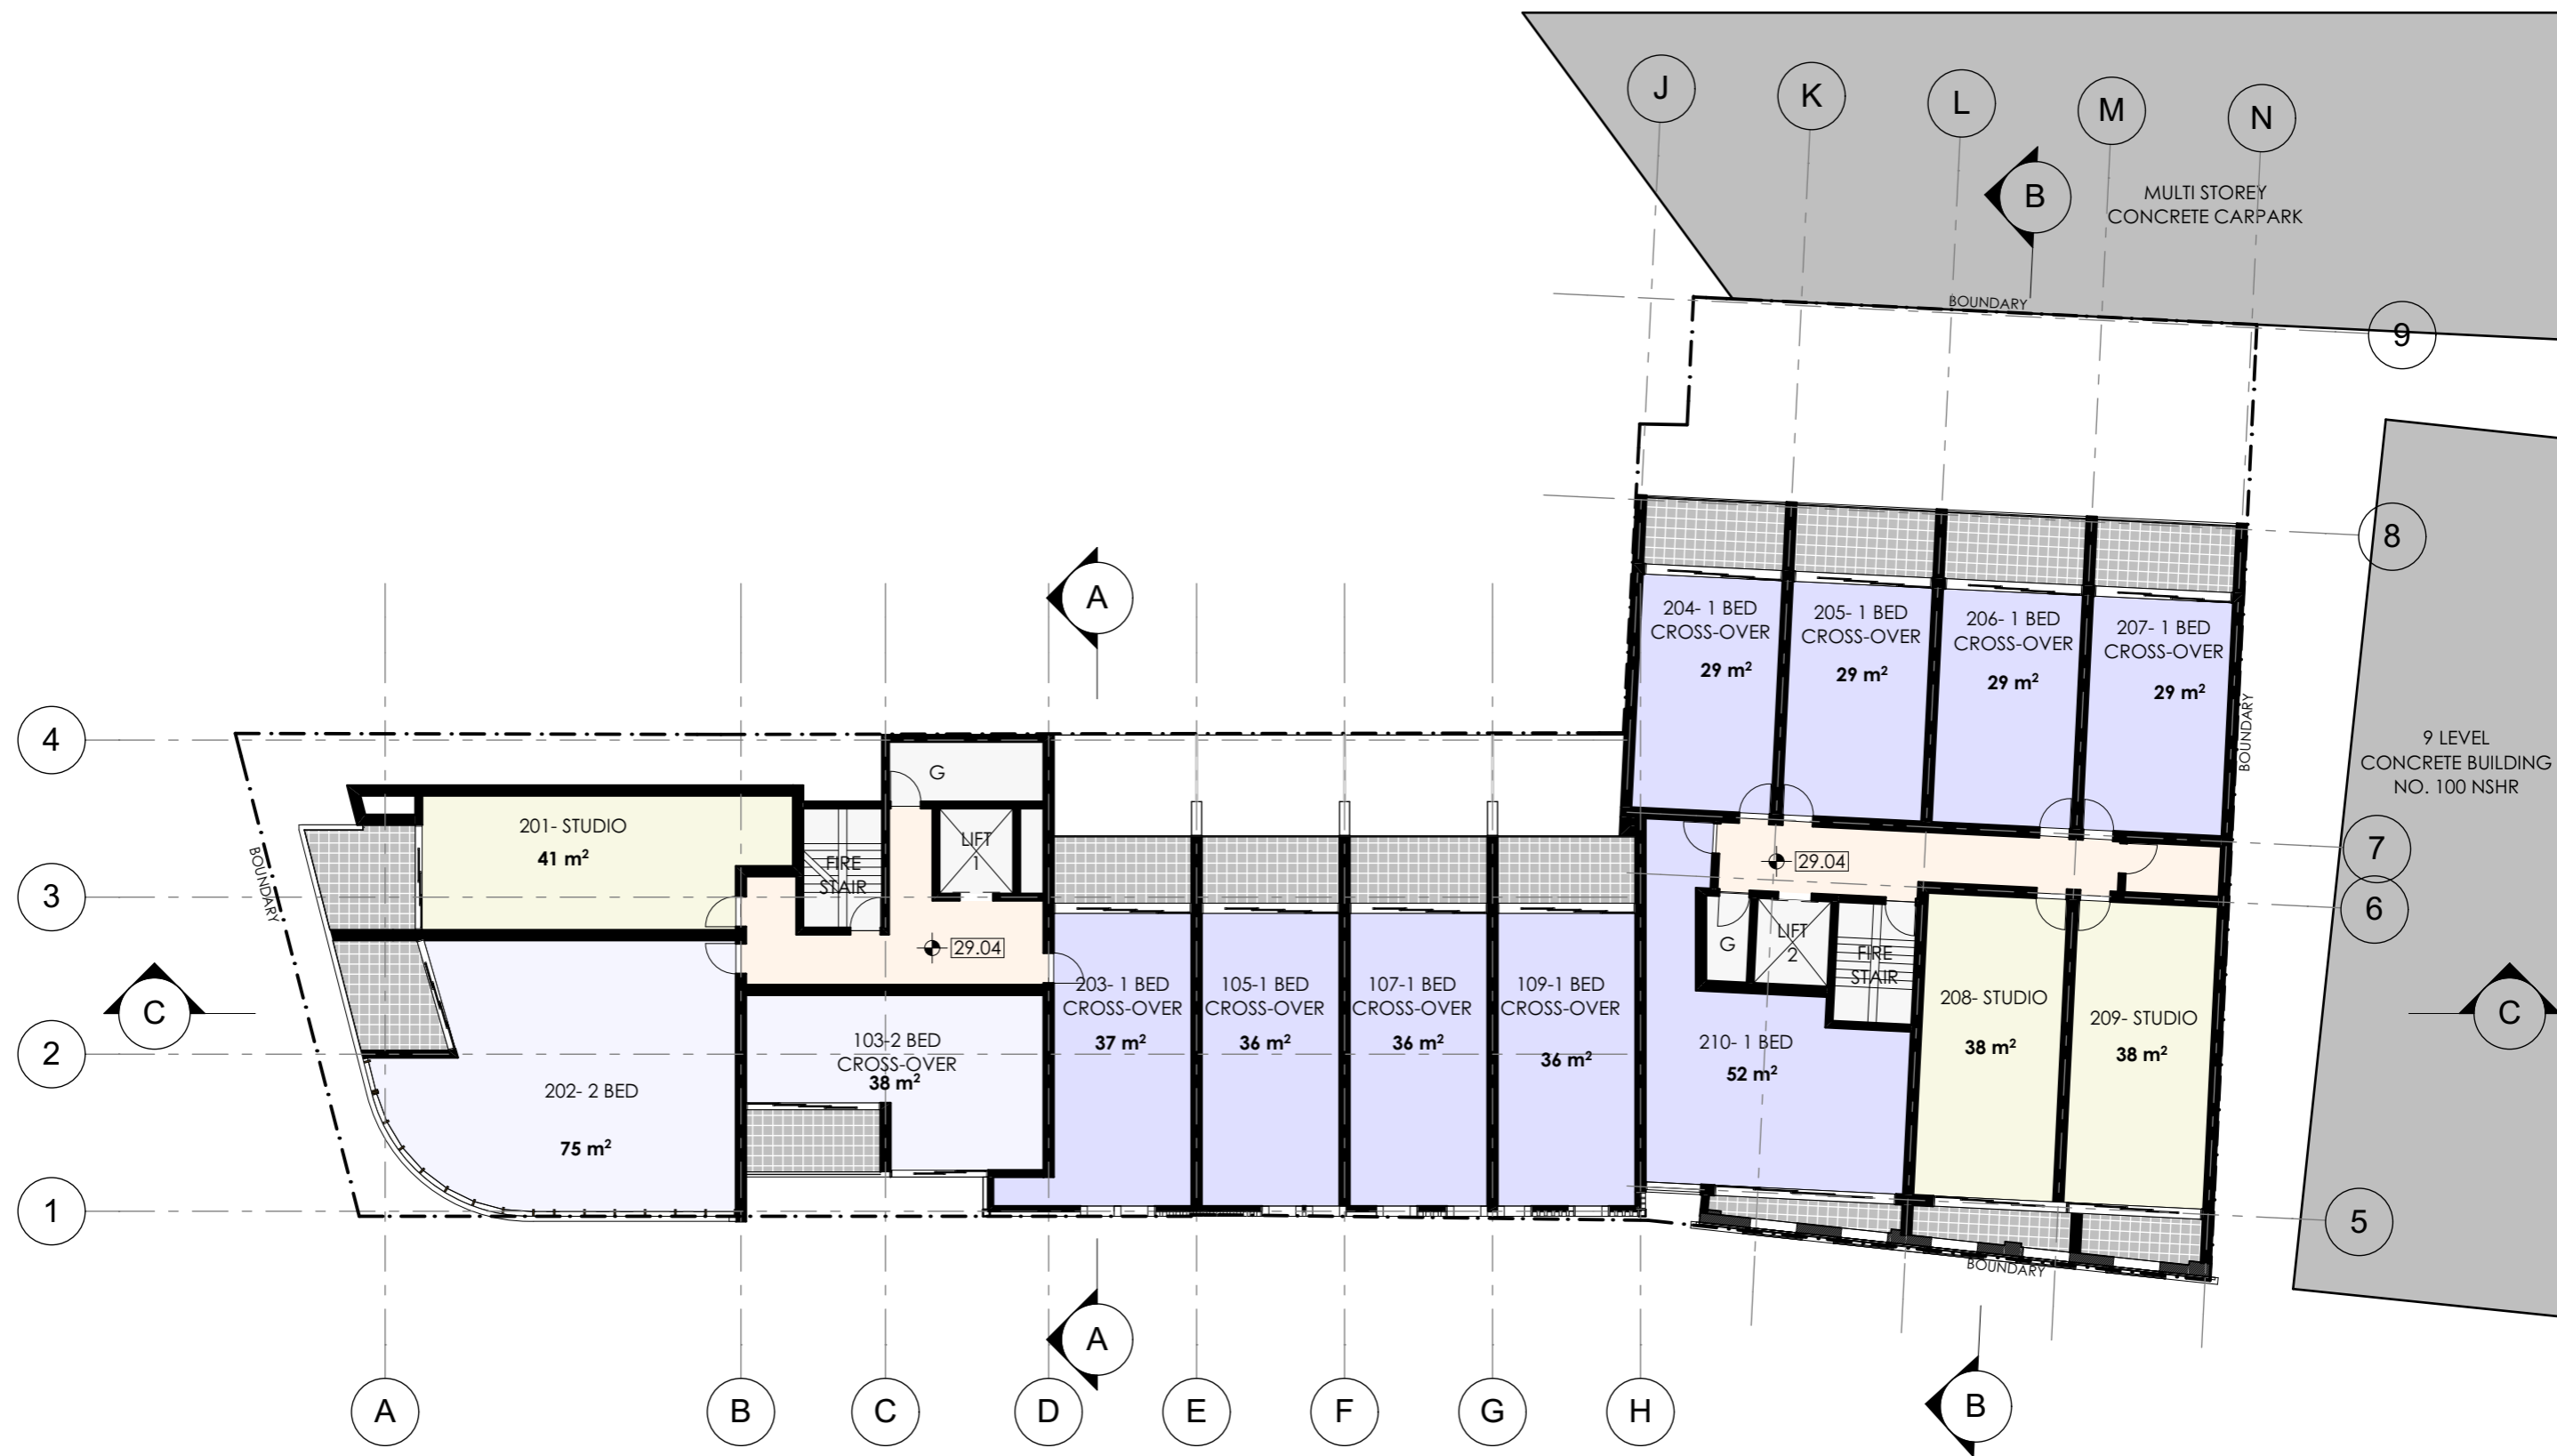 J
K
L
M
N
B
MULTI STOREY
CONCRETE CARPARK
BOUNDARY
9
8
A
204- 1 BED
CROSS-OVER
29 m²
205- 1 BED
CROSS-OVER
29 m²
206- 1 BED
CROSS-OVER
29 m²
207- 1 BED
CROSS-OVER
29 m²
BOUNDARY
9 LEVEL
CONCRETE BUILDING
NO. 100 NSHR
4
G
201- STUDIO
41 m²
FIRE
STAIR
LIFT
1
BOUNDARY
29.04
7
3
6
29.04
G
LIFT
2
FIRE
STAIR
C
203- 1 BED
CROSS-OVER
37 m²
105-1 BED
CROSS-OVER
36 m²
107-1 BED
CROSS-OVER
36 m²
109-1 BED
CROSS-OVER
36 m²
208- STUDIO
38 m²
209- STUDIO
38 m²
C
2
103-2 BED
CROSS-OVER
38 m²
210- 1 BED
52 m²
202- 2 BED
75 m²
1
5
BOUNDARY
A
A
B
C
D
E
F
G
H
B